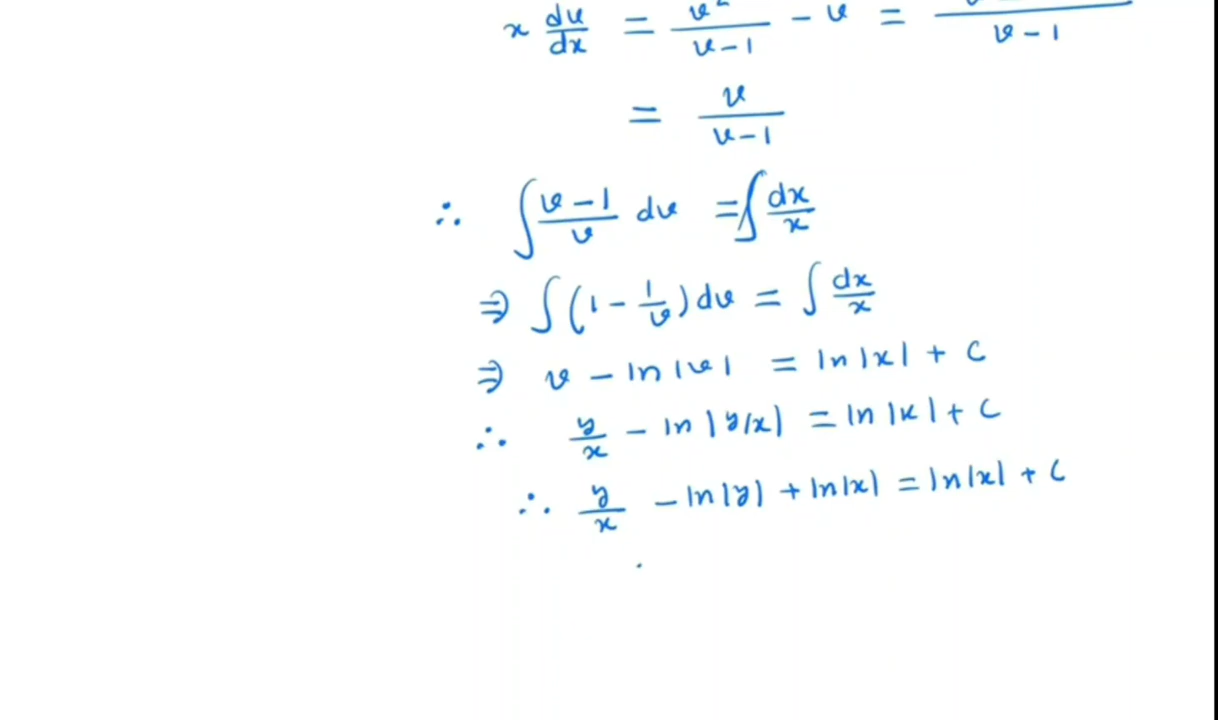 x du/dx = v²/(v-1) - v = /(v-1)
= v/(v-1)
∴ ∫ (v-1)/v dv = ∫ dx/x
⇒ ∫ (1 - 1/v) dv = ∫ dx/x
⇒ v - ln|v| = ln|x| + C
∴ y/x - ln|y/x| = ln|x| + C
∴ y/x - ln|y| + ln|x| = ln|x| + C